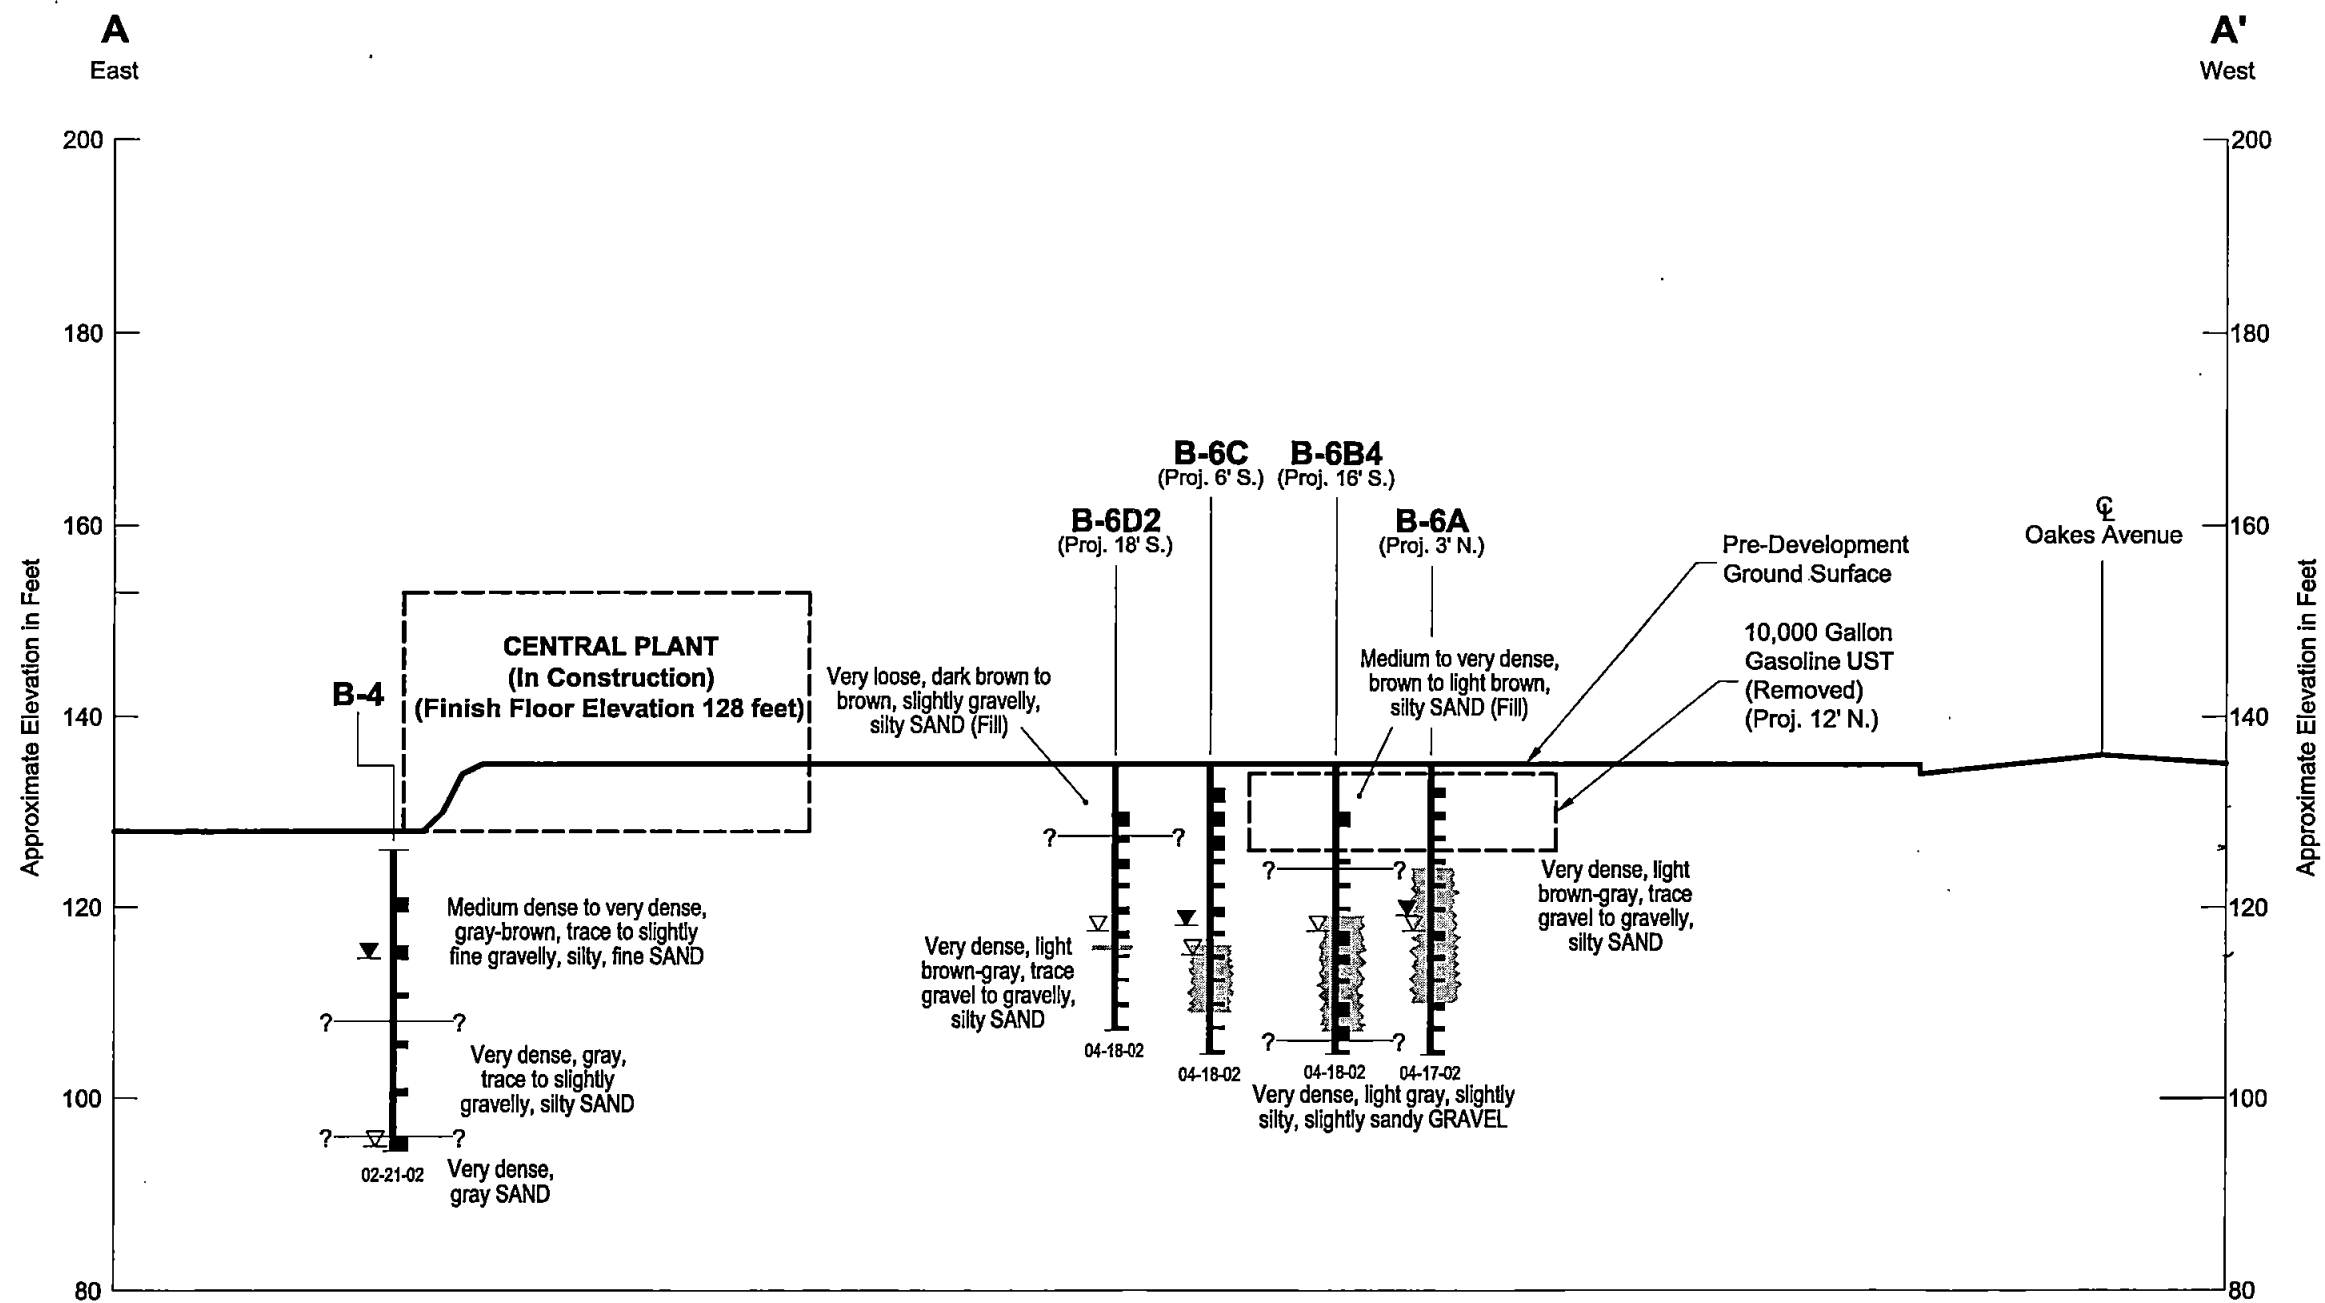 A
East
A'
West
200
200
180
180
160
160
140
140
120
120
100
100
80
80
Approximate Elevation in Feet
Approximate Elevation in Feet
B-6C
(Proj. 6' S.)
B-6B4
(Proj. 16' S.)
B-6D2
(Proj. 18' S.)
B-6A
(Proj. 3' N.)
℄
Oakes Avenue
Pre-Development
Ground Surface
10,000 Gallon
Gasoline UST
(Removed)
(Proj. 12' N.)
CENTRAL PLANT
(In Construction)
(Finish Floor Elevation 128 feet)
B-4
Very loose, dark brown to
brown, slightly gravelly,
silty SAND (Fill)
Medium to very dense,
brown to light brown,
silty SAND (Fill)
? ?
? ?
Very dense, light
brown-gray, trace
gravel to gravelly,
silty SAND
Medium dense to very dense,
gray-brown, trace to slightly
fine gravelly, silty, fine SAND
Very dense, light
brown-gray, trace
gravel to gravelly,
silty SAND
? ?
? ?
Very dense, gray,
trace to slightly
gravelly, silty SAND
04-18-02
04-18-02
04-18-02
04-17-02
Very dense, light gray, slightly
silty, slightly sandy GRAVEL
? ?
02-21-02
Very dense,
gray SAND